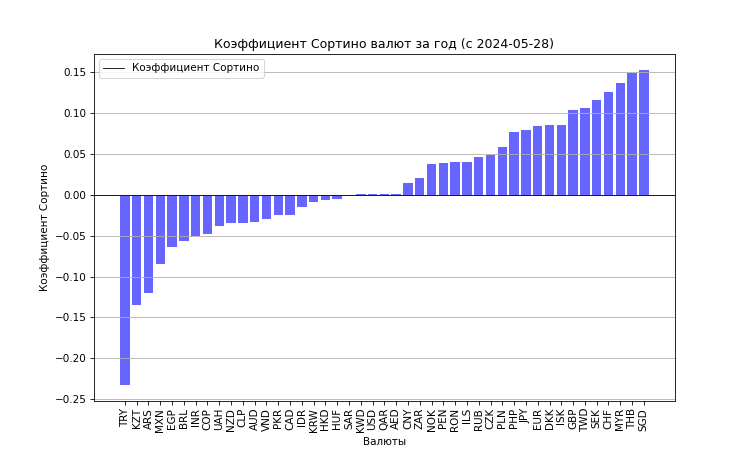 Коэффициент Сортино валют за год (с 2024-05-28)
Коэффициент Сортино
0.15
0.10
0.05
0.00
−0.05
−0.10
−0.15
−0.20
−0.25
Коэффициент Сортино
TRY
KZT
ARS
MXN
EGP
BRL
INR
COP
UAH
NZD
CLP
AUD
VND
PKR
CAD
IDR
KRW
HKD
HUF
SAR
KWD
USD
QAR
AED
CNY
ZAR
NOK
PEN
RON
ILS
RUB
CZK
PLN
PHP
JPY
EUR
DKK
ISK
GBP
TWD
SEK
CHF
MYR
THB
SGD
Валюты